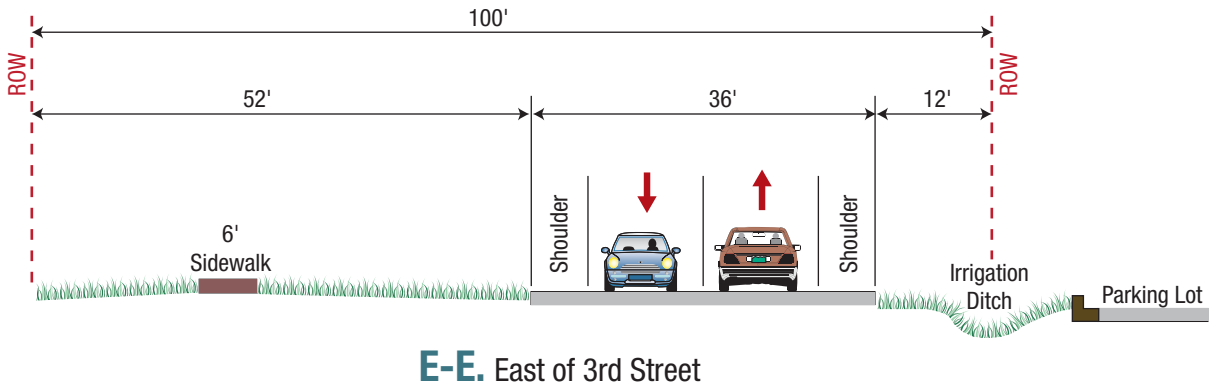 100'
ROW
ROW
52'
36'
12'
Shoulder
Shoulder
6'
Sidewalk
Irrigation
Ditch
Parking Lot
E-E. East of 3rd Street